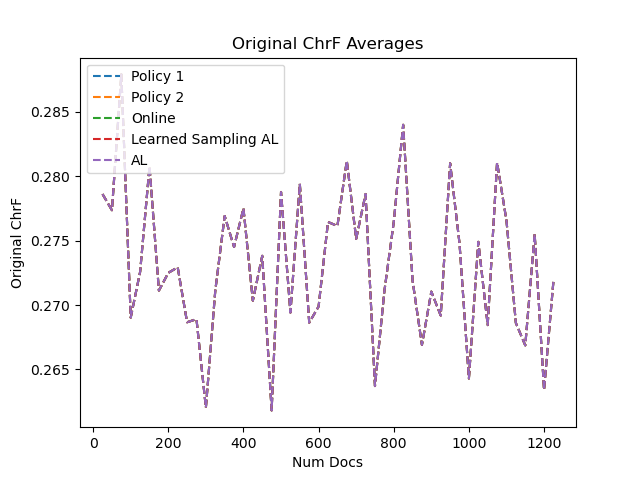 Original ChrF Averages
Policy 1
Policy 2
Online
Learned Sampling AL
AL
0.285
0.280
0.275
0.270
0.265
Original ChrF
0
200
400
600
800
1000
1200
Num Docs